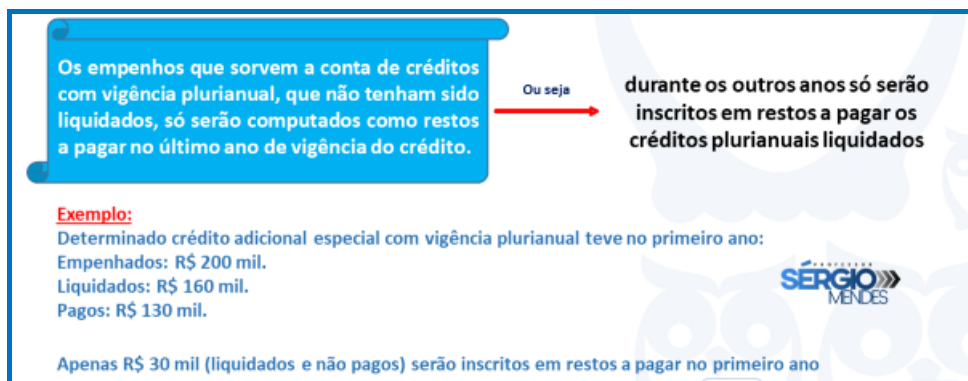 Os empenhos que sorvem a conta de créditos
com vigência plurianual, que não tenham sido
liquidados, só serão computados como restos
a pagar no último ano de vigência do crédito.
Ou seja
durante os outros anos só serão
inscritos em restos a pagar os
créditos plurianuais liquidados
Exemplo:
Determinado crédito adicional especial com vigência plurianual teve no primeiro ano:
Empenhados: R$ 200 mil.
Liquidados: R$ 160 mil.
Pagos: R$ 130 mil.
PROFESSOR
SÉRGIO
MENDES
Apenas R$ 30 mil (liquidados e não pagos) serão inscritos em restos a pagar no primeiro ano